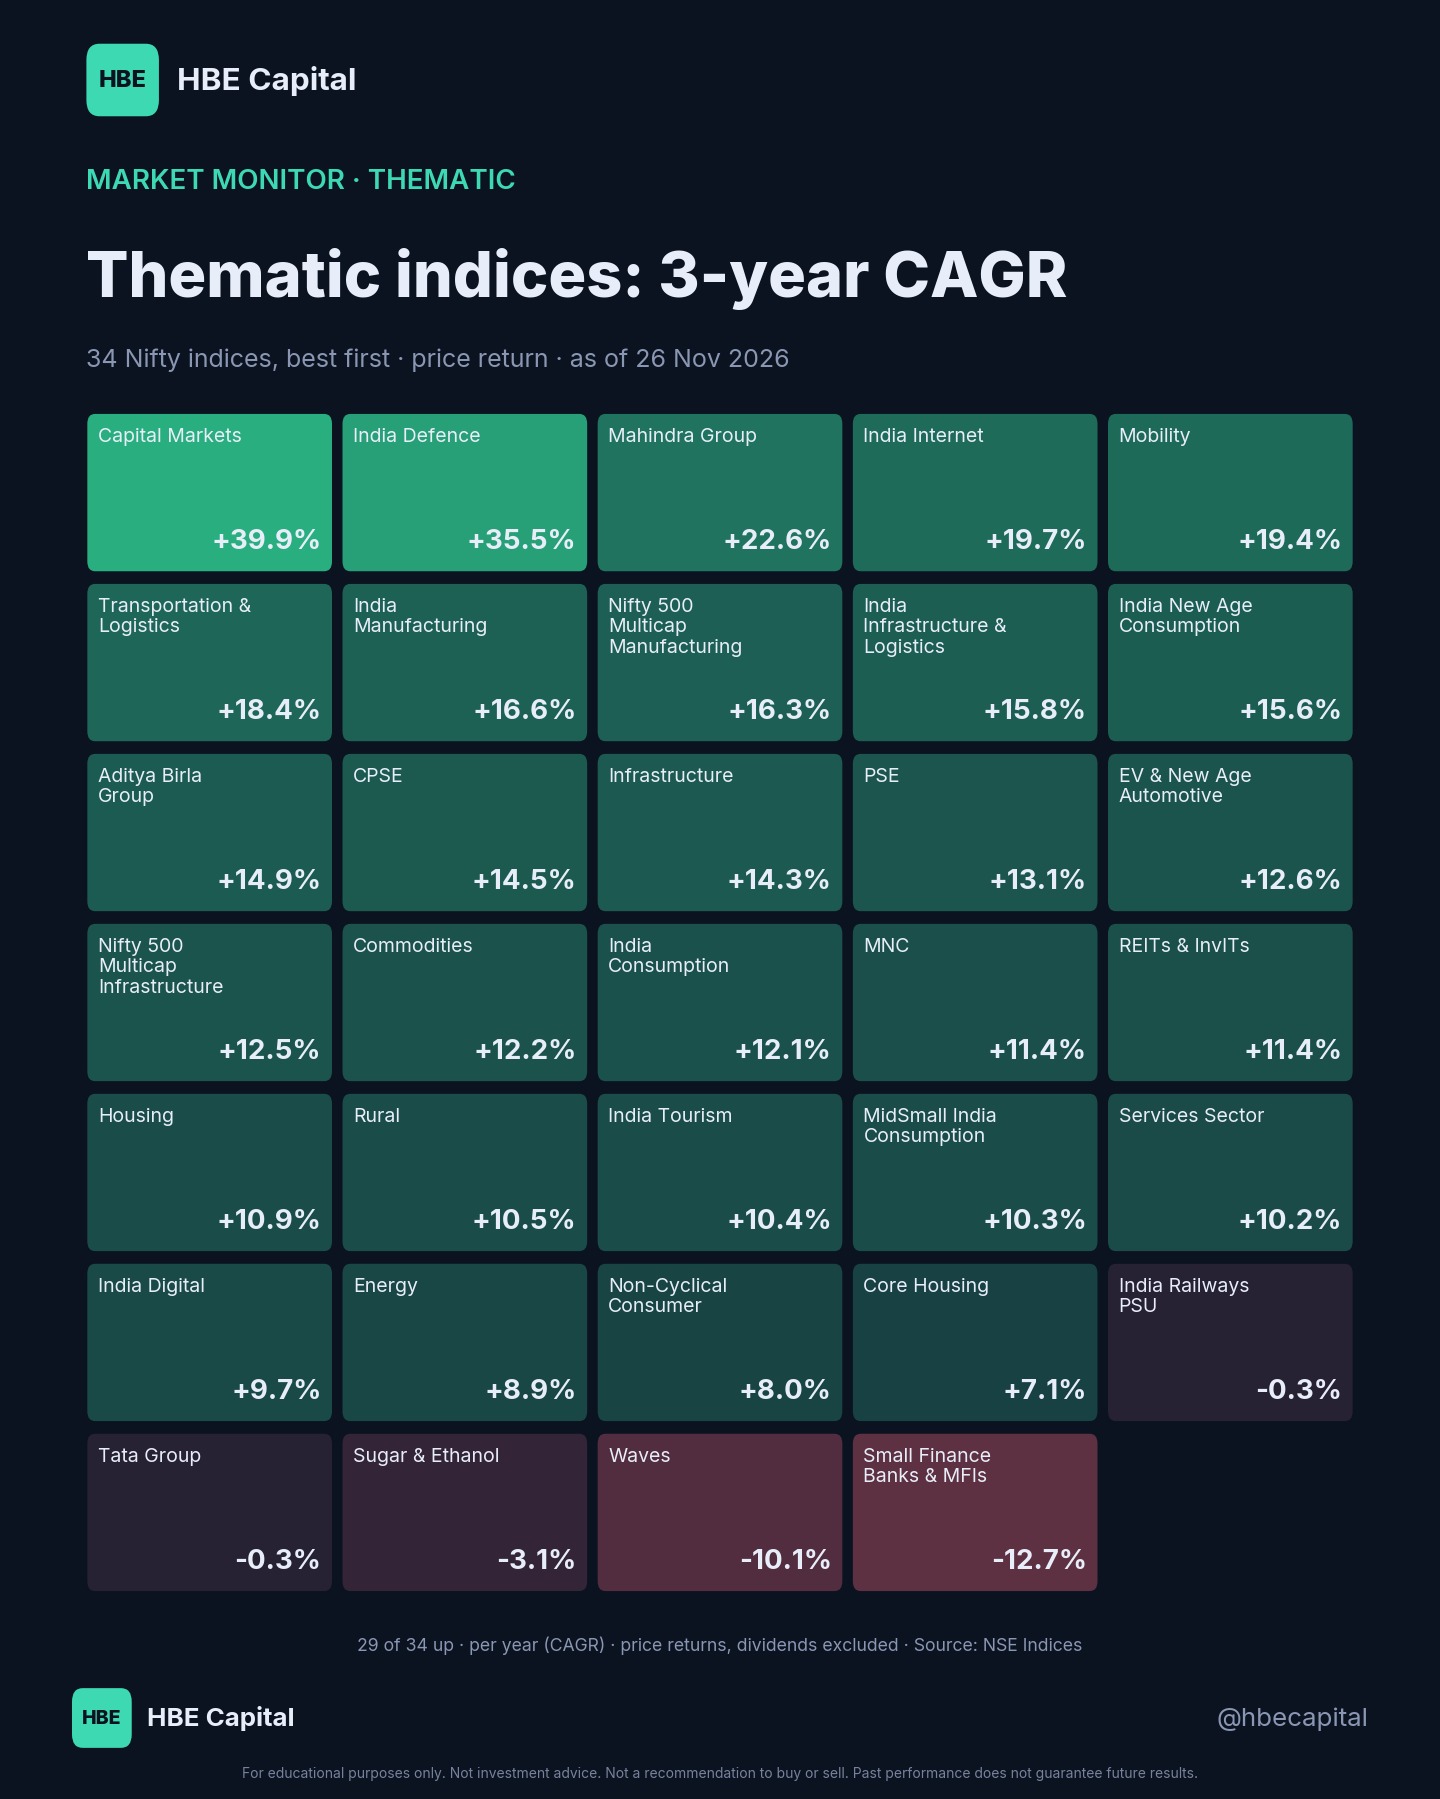 HBE HBE Capital
MARKET MONITOR · THEMATIC
Thematic indices: 3-year CAGR
34 Nifty indices, best first · price return · as of 26 Nov 2026
Capital Markets
+39.9%
India Defence
+35.5%
Mahindra Group
+22.6%
India Internet
+19.7%
Mobility
+19.4%
Transportation &
Logistics
+18.4%
India
Manufacturing
+16.6%
Nifty 500
Multicap
Manufacturing
+16.3%
India
Infrastructure &
Logistics
+15.8%
India New Age
Consumption
+15.6%
Aditya Birla
Group
+14.9%
CPSE
+14.5%
Infrastructure
+14.3%
PSE
+13.1%
EV & New Age
Automotive
+12.6%
Nifty 500
Multicap
Infrastructure
+12.5%
Commodities
+12.2%
India
Consumption
+12.1%
MNC
+11.4%
REITs & InvITs
+11.4%
Housing
+10.9%
Rural
+10.5%
India Tourism
+10.4%
MidSmall India
Consumption
+10.3%
Services Sector
+10.2%
India Digital
+9.7%
Energy
+8.9%
Non-Cyclical
Consumer
+8.0%
Core Housing
+7.1%
India Railways
PSU
-0.3%
Tata Group
-0.3%
Sugar & Ethanol
-3.1%
Waves
-10.1%
Small Finance
Banks & MFIs
-12.7%
29 of 34 up · per year (CAGR) · price returns, dividends excluded · Source: NSE Indices
HBE HBE Capital
@hbecapital
For educational purposes only. Not investment advice. Not a recommendation to buy or sell. Past performance does not guarantee future results.